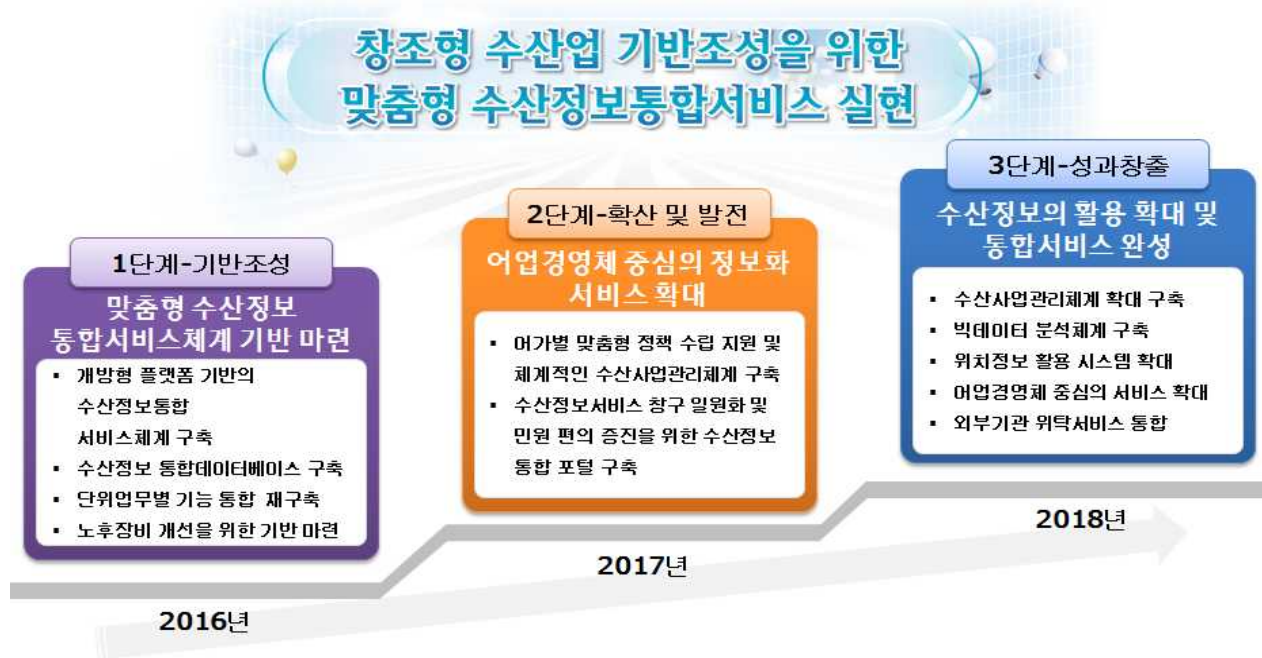 창조형 수산업 기반조성을 위한
맞춤형 수산정보통합서비스 실현
1단계-기반조성
맞춤형 수산정보
통합서비스체계 기반 마련
▪ 개방형 플랫폼 기반의
수산정보통합
서비스체계 구축
▪ 수산정보 통합데이터베이스 구축
▪ 단위업무별 기능 통합 재구축
▪ 노후장비 개선을 위한 기반 마련
2016년
2단계-확산 및 발전
어업경영체 중심의 정보화
서비스 확대
▪ 어가별 맞춤형 정책 수립 지원 및
체계적인 수산사업관리체계 구축
▪ 수산정보서비스 창구 일원화 및
민원 편의 증진을 위한 수산정보
통합 포털 구축
2017년
3단계-성과창출
수산정보의 활용 확대 및
통합서비스 완성
▪ 수산사업관리체계 확대 구축
▪ 빅데이터 분석체계 구축
▪ 위치정보 활용 시스템 확대
▪ 어업경영체 중심의 서비스 확대
▪ 외부기관 위탁서비스 통합
2018년